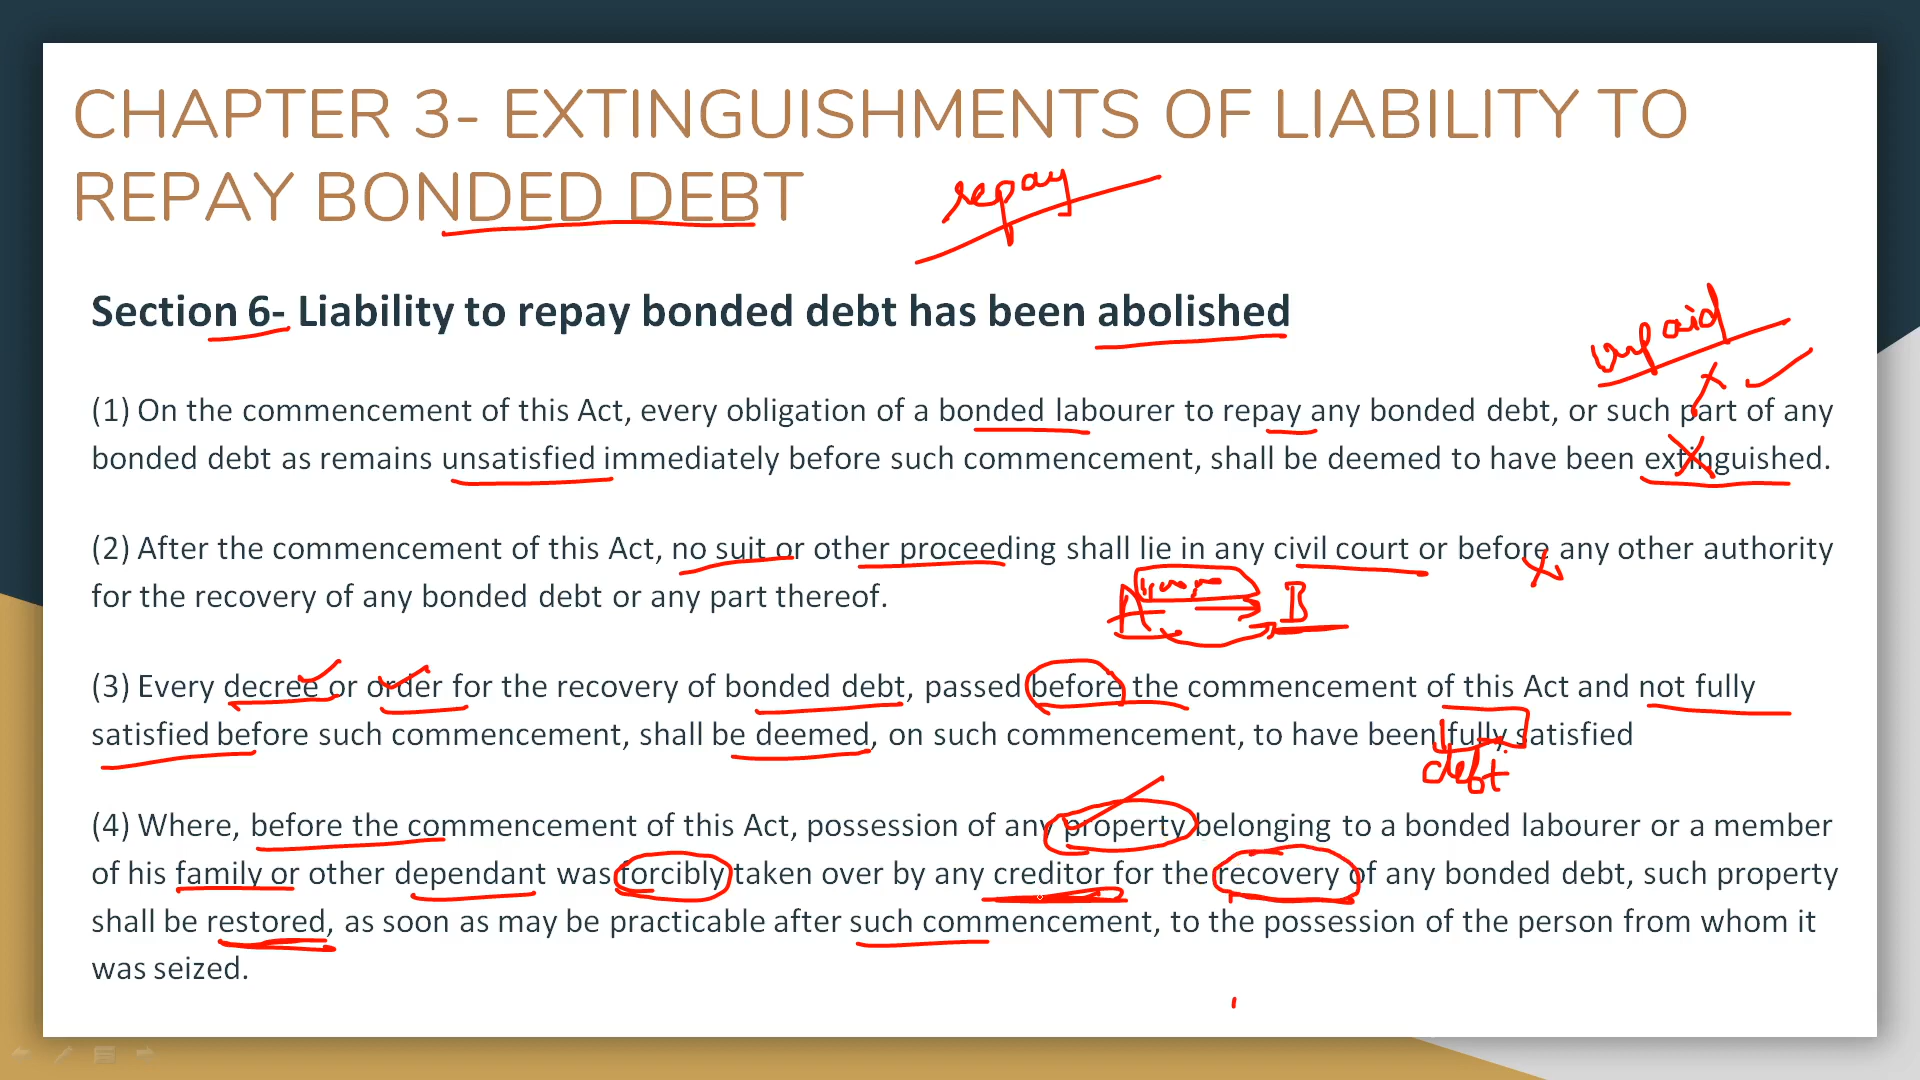 CHAPTER 3- EXTINGUISHMENTS OF LIABILITY TO
REPAY BONDED DEBT
repay
Section 6- Liability to repay bonded debt has been abolished
unpaid
(1) On the commencement of this Act, every obligation of a bonded labourer to repay any bonded debt, or such part of any
bonded debt as remains unsatisfied immediately before such commencement, shall be deemed to have been extinguished.
(2) After the commencement of this Act, no suit or other proceeding shall lie in any civil court or before any other authority
for the recovery of any bonded debt or any part thereof.
A B
(3) Every decree or order for the recovery of bonded debt, passed before the commencement of this Act and not fully
satisfied before such commencement, shall be deemed, on such commencement, to have been fully satisfied
debt
(4) Where, before the commencement of this Act, possession of any property belonging to a bonded labourer or a member
of his family or other dependant was forcibly taken over by any creditor for the recovery of any bonded debt, such property
shall be restored, as soon as may be practicable after such commencement, to the possession of the person from whom it
was seized.